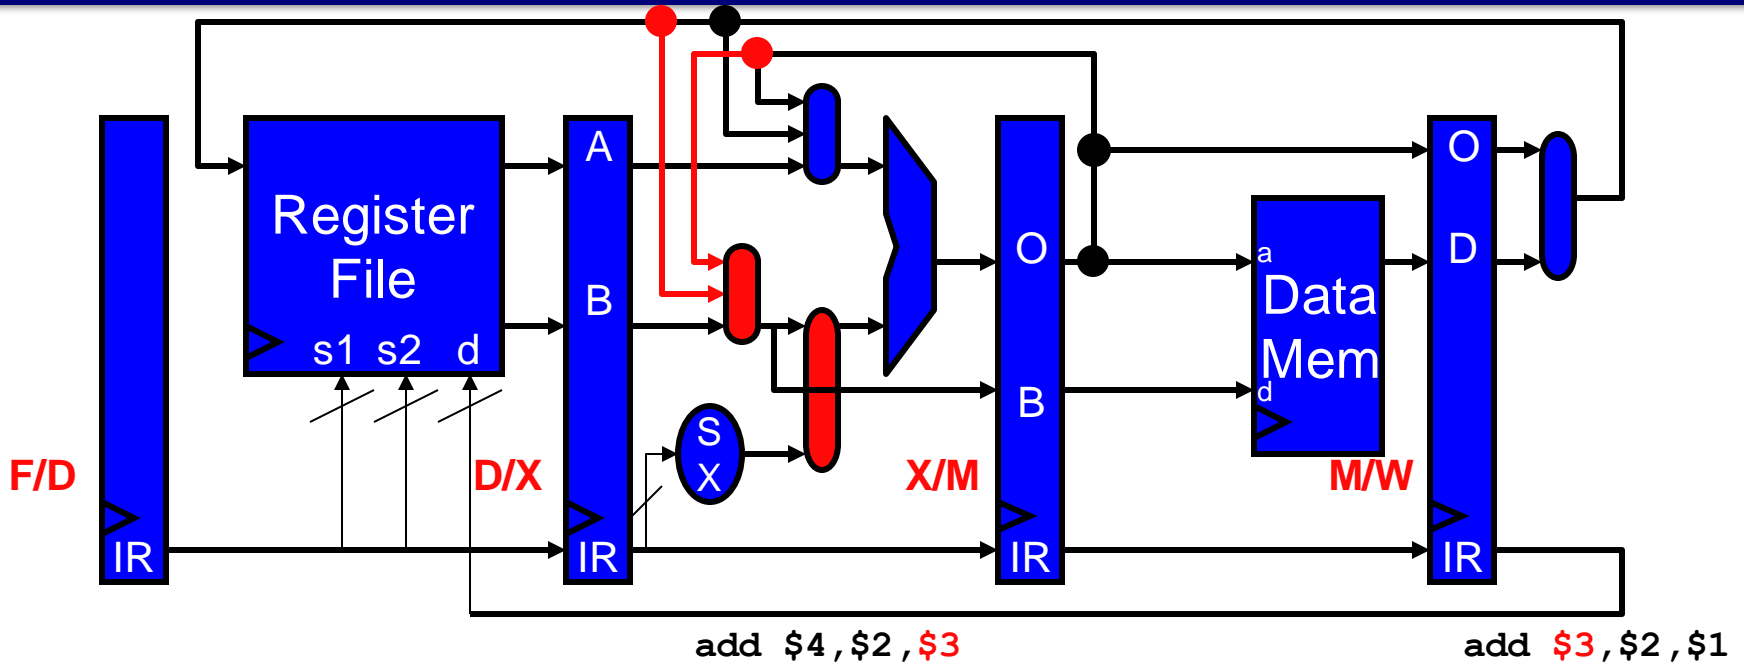 A
O
O
Register
File
B
D
a
Data
Mem
d
s1 s2 d
B
S
X
F/D
D/X
X/M
M/W
IR
IR
IR
IR
add $4,$2,$3
add $3,$2,$1